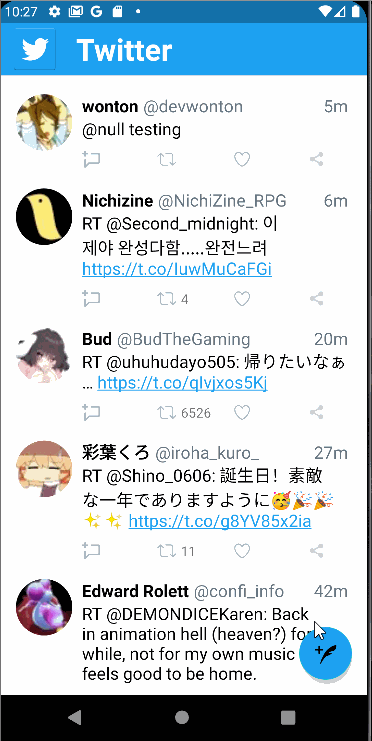 10:27
Twitter
wonton @devwonton 5m
@null testing
Nichizine @NichiZine_RPG 6m
RT @Second_midnight: 이
제야 완성다함.....완전느려
https://t.co/IuwMuCaFGi
4
Bud @BudTheGaming 20m
RT @uhuhudayo505: 帰りたいなぁ
… https://t.co/qIvjxos5Kj
6526
彩葉くろ @iroha_kuro_ 27m
RT @Shino_0606: 誕生日！素敵
な一年でありますように🥳🎉🎉
✨✨ https://t.co/g8YV85x2ia
11
Edward Rolett @confi_info 42m
RT @DEMONDICEKaren: Back
in animation hell (heaven?) for
while, not for my own music
feels good to be home.